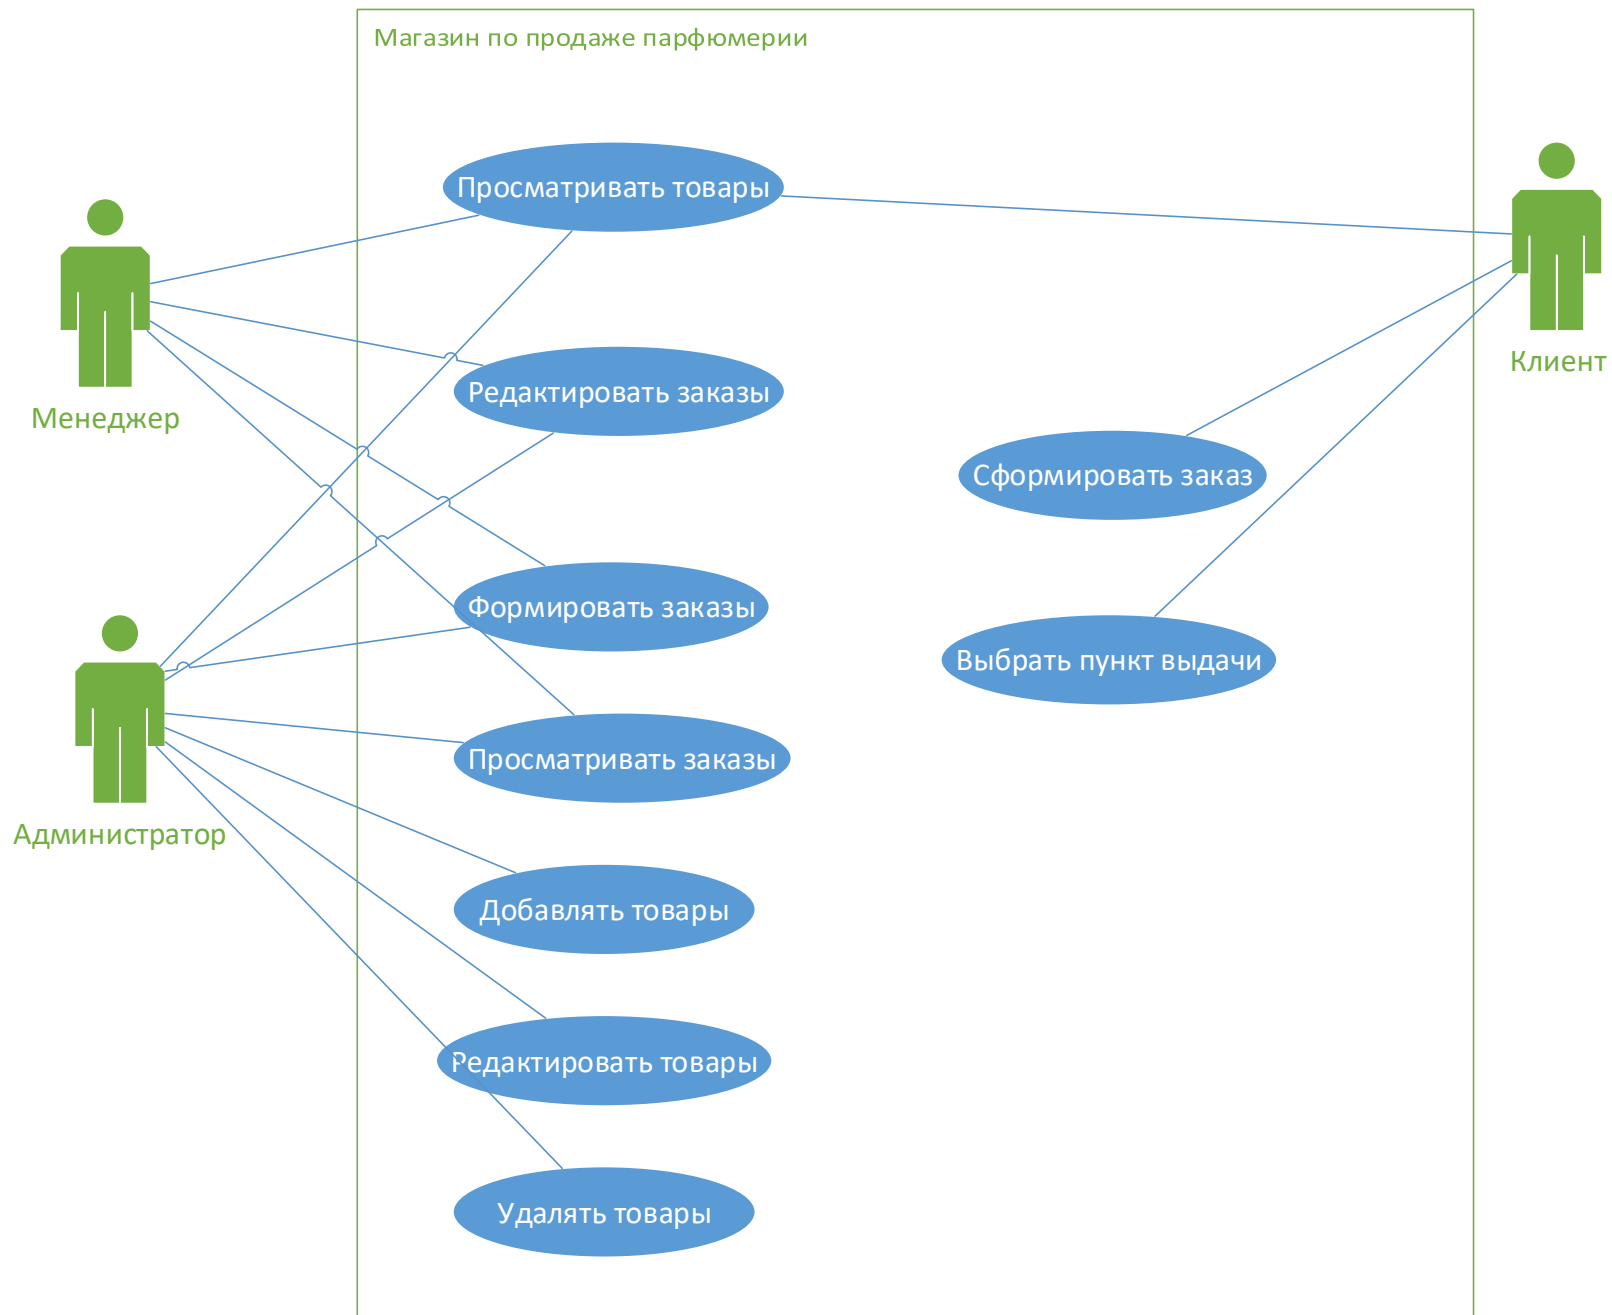 Магазин по продаже парфюмерии
Просматривать товары
Клиент
Менеджер
Редактировать заказы
Сформировать заказ
Формировать заказы
Выбрать пункт выдачи
Просматривать заказы
Администратор
Добавлять товары
Редактировать товары
Удалять товары